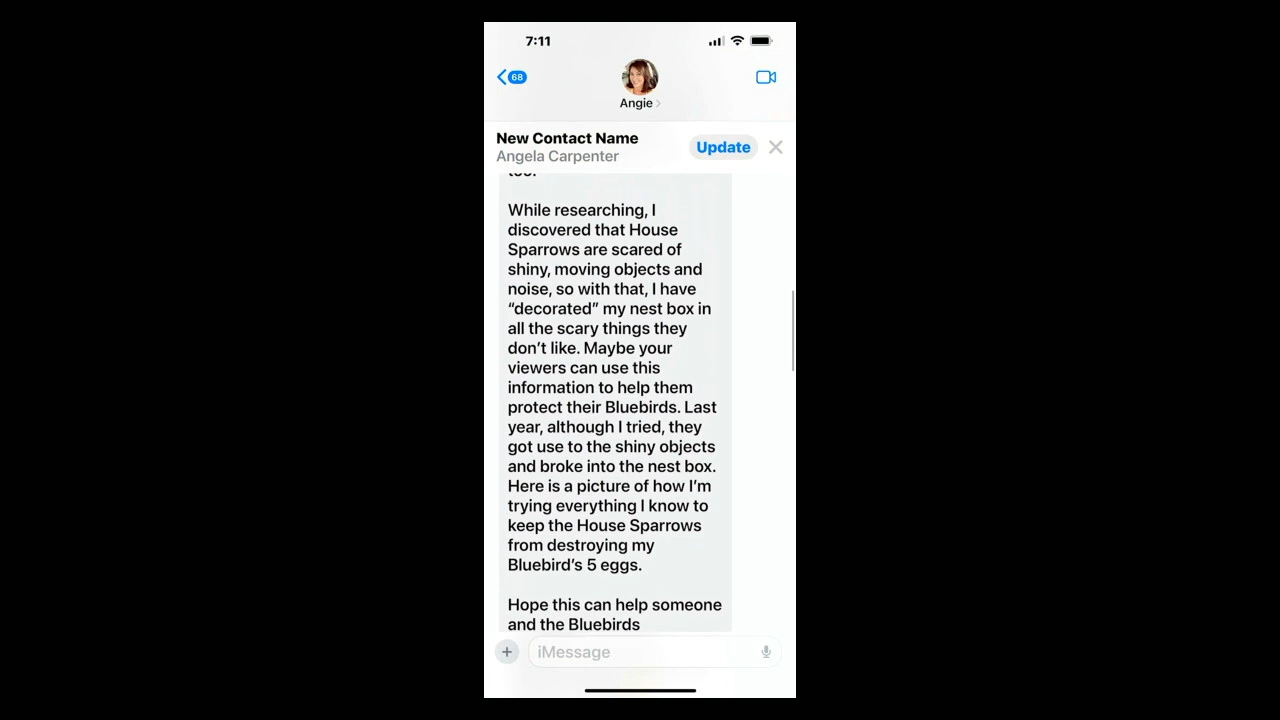 7:11
68
Angie
New Contact Name
Update
Angela Carpenter
too.
While researching, I
discovered that House
Sparrows are scared of
shiny, moving objects and
noise, so with that, I have
“decorated” my nest box in
all the scary things they
don’t like. Maybe your
viewers can use this
information to help them
protect their Bluebirds. Last
year, although I tried, they
got use to the shiny objects
and broke into the nest box.
Here is a picture of how I’m
trying everything I know to
keep the House Sparrows
from destroying my
Bluebird’s 5 eggs.
Hope this can help someone
and the Bluebirds
iMessage